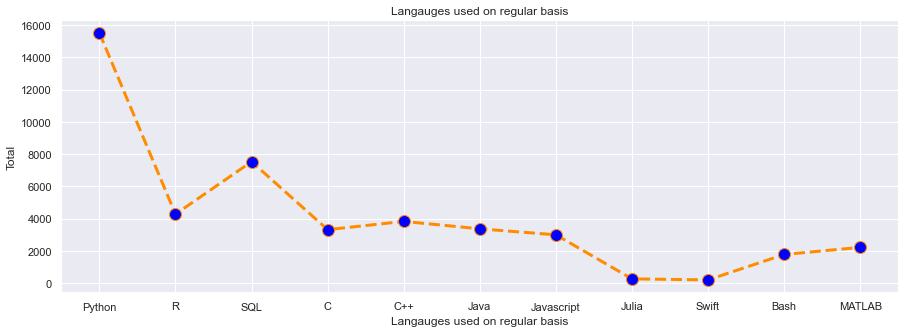 Langauges used on regular basis
16000
14000
12000
10000
8000
6000
4000
2000
0
Total
Python R SQL C C++ Java Javascript Julia Swift Bash MATLAB
Langauges used on regular basis